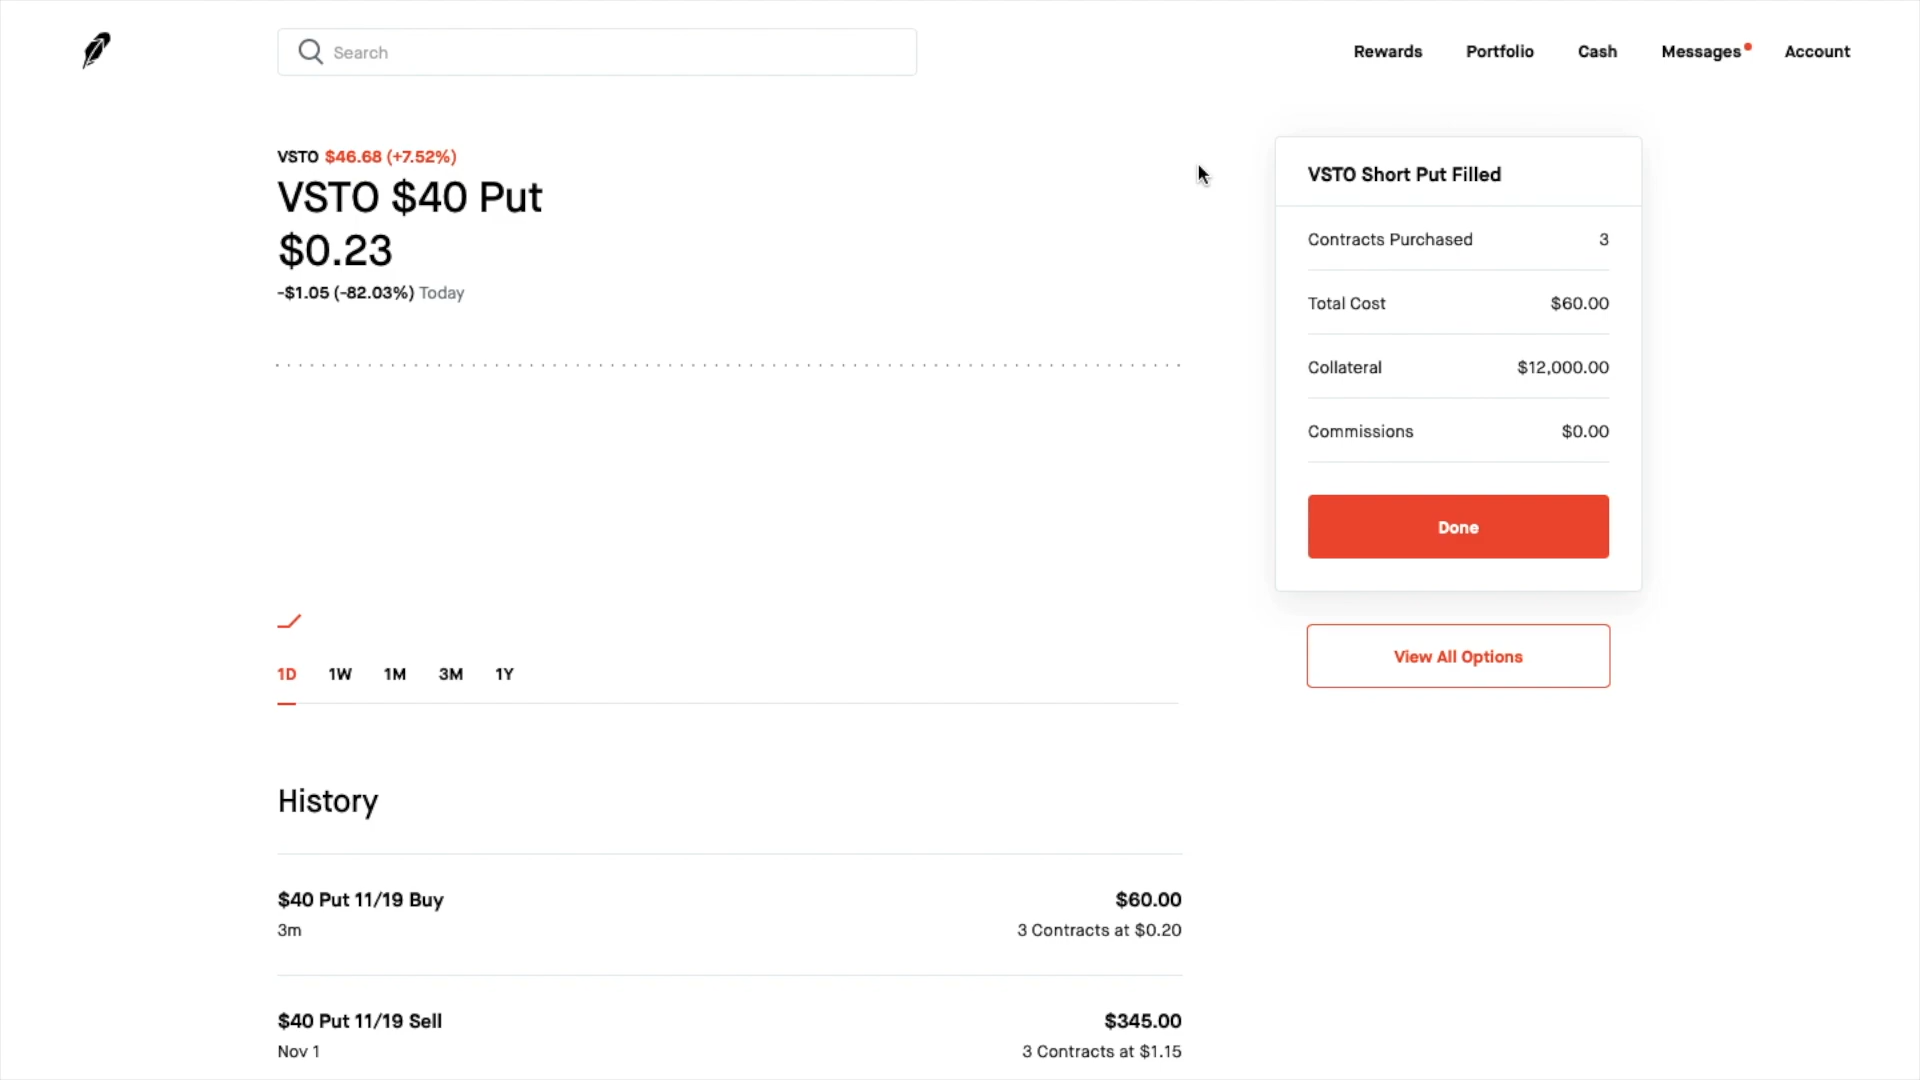 Search
Rewards
Portfolio
Cash
Messages
Account
VSTO $46.68 (+7.52%)
VSTO $40 Put
$0.23
-$1.05 (-82.03%) Today
1D 1W 1M 3M 1Y
History
$40 Put 11/19 Buy $60.00
3m 3 Contracts at $0.20
$40 Put 11/19 Sell $345.00
Nov 1 3 Contracts at $1.15
VSTO Short Put Filled
Contracts Purchased 3
Total Cost $60.00
Collateral $12,000.00
Commissions $0.00
Done
View All Options